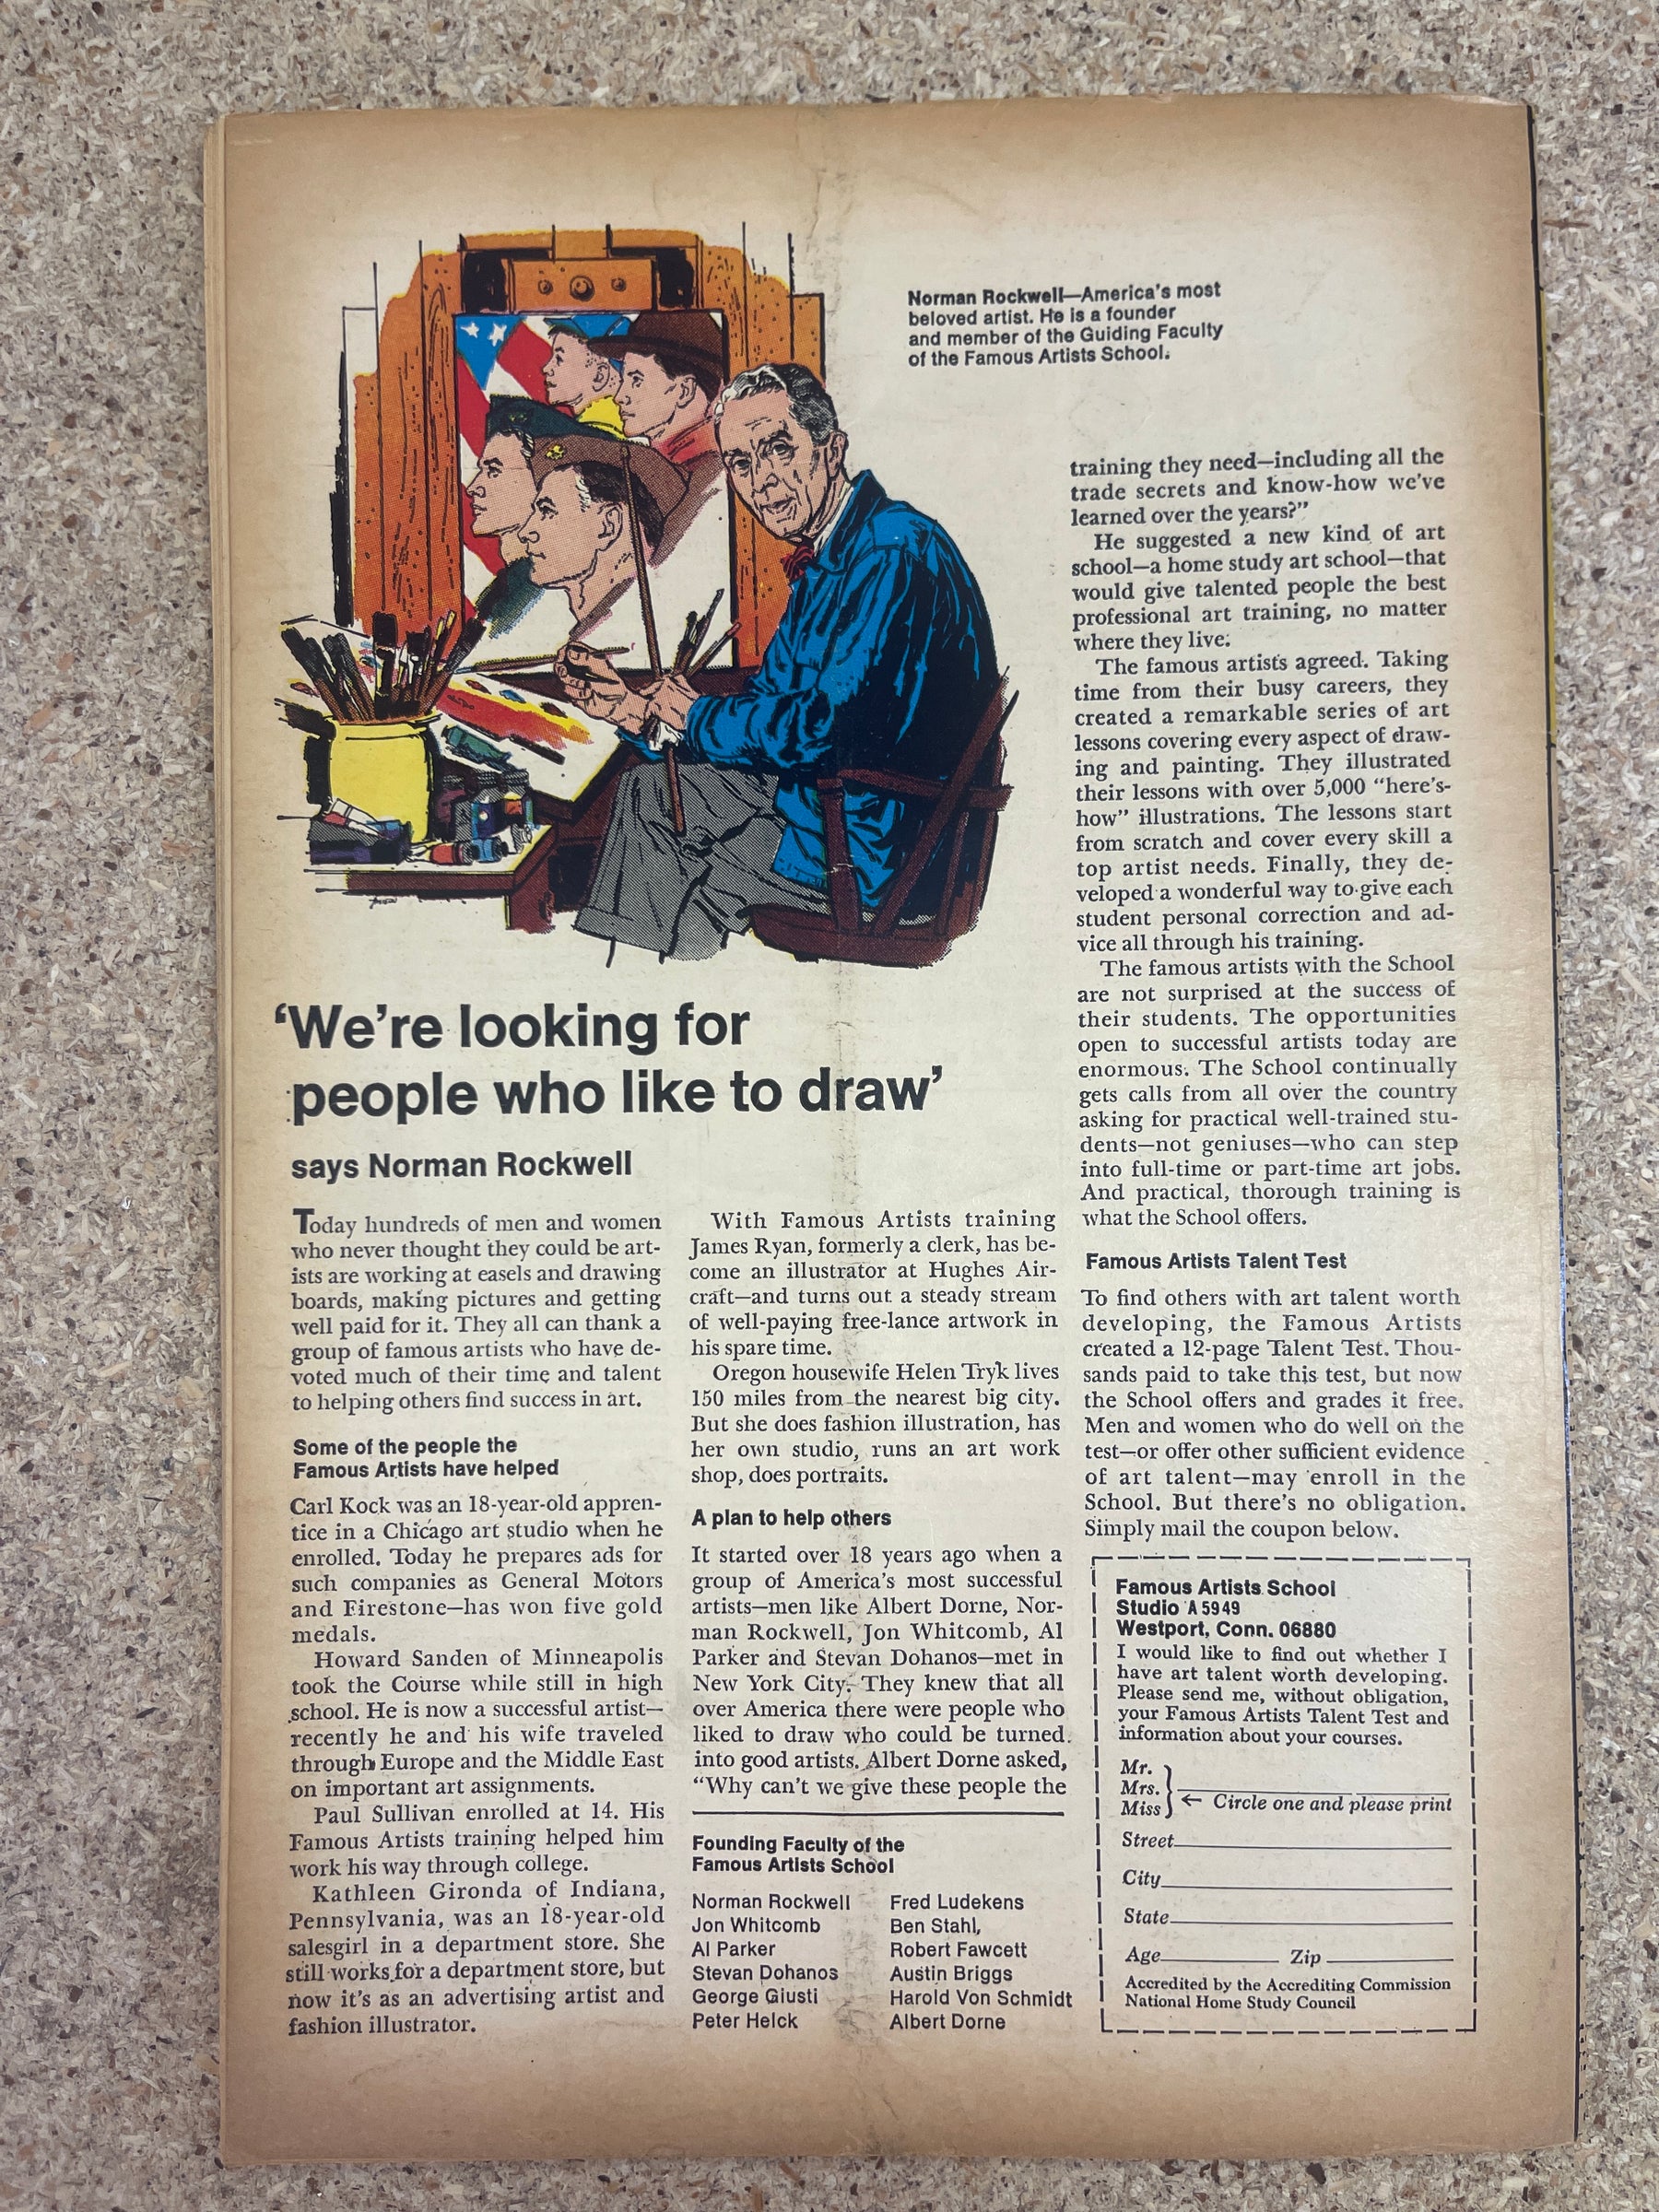 Norman Rockwell—America's most
beloved artist. He is a founder
and member of the Guiding Faculty
of the Famous Artists School.
'We're looking for
people who like to draw'
says Norman Rockwell
Today hundreds of men and women
who never thought they could be art-
ists are working at easels and drawing
boards, making pictures and getting
well paid for it. They all can thank a
group of famous artists who have de-
voted much of their time and talent
to helping others find success in art.
Some of the people the
Famous Artists have helped
Carl Kock was an 18-year-old appren-
tice in a Chicago art studio when he
enrolled. Today he prepares ads for
such companies as General Motors
and Firestone—has won five gold
medals.
Howard Sanden of Minneapolis
took the Course while still in high
school. He is now a successful artist—
recently he and his wife traveled
through Europe and the Middle East
on important art assignments.
Paul Sullivan enrolled at 14. His
Famous Artists training helped him
work his way through college.
Kathleen Gironda of Indiana,
Pennsylvania, was an 18-year-old
salesgirl in a department store. She
still works for a department store, but
now it's as an advertising artist and
fashion illustrator.
With Famous Artists training
James Ryan, formerly a clerk, has be-
come an illustrator at Hughes Air-
craft—and turns out a steady stream
of well-paying free-lance artwork in
his spare time.
Oregon housewife Helen Tryk lives
150 miles from the nearest big city.
But she does fashion illustration, has
her own studio, runs an art work
shop, does portraits.
A plan to help others
It started over 18 years ago when a
group of America's most successful
artists—men like Albert Dorne, Nor-
man Rockwell, Jon Whitcomb, Al
Parker and Stevan Dohanos—met in
New York City. They knew that all
over America there were people who
liked to draw who could be turned
into good artists. Albert Dorne asked,
"Why can't we give these people the
training they need—including all the
trade secrets and know-how we've
learned over the years?"
He suggested a new kind of art
school—a home study art school—that
would give talented people the best
professional art training, no matter
where they live.
The famous artists agreed. Taking
time from their busy careers, they
created a remarkable series of art
lessons covering every aspect of draw-
ing and painting. They illustrated
their lessons with over 5,000 "here's-
how" illustrations. The lessons start
from scratch and cover every skill a
top artist needs. Finally, they de-
veloped a wonderful way to give each
student personal correction and ad-
vice all through his training.
The famous artists with the School
are not surprised at the success of
their students. The opportunities
open to successful artists today are
enormous. The School continually
gets calls from all over the country
asking for practical well-trained stu-
dents—not geniuses—who can step
into full-time or part-time art jobs.
And practical, thorough training is
what the School offers.
Famous Artists Talent Test
To find others with art talent worth
developing, the Famous Artists
created a 12-page Talent Test. Thou-
sands paid to take this test, but now
the School offers and grades it free.
Men and women who do well on the
test—or offer other sufficient evidence
of art talent—may enroll in the
School. But there's no obligation.
Simply mail the coupon below.
Founding Faculty of the
Famous Artists School
Norman Rockwell
Jon Whitcomb
Al Parker
Stevan Dohanos
George Giusti
Peter Helck
Fred Ludekens
Ben Stahl,
Robert Fawcett
Austin Briggs
Harold Von Schmidt
Albert Dorne
Famous Artists School
Studio A 5949
Westport, Conn. 06880
I would like to find out whether I
have art talent worth developing.
Please send me, without obligation,
your Famous Artists Talent Test and
information about your courses.
Mr.
Mrs.
Miss
← Circle one and please print
Street
City
State
Age Zip
Accredited by the Accrediting Commission
National Home Study Council